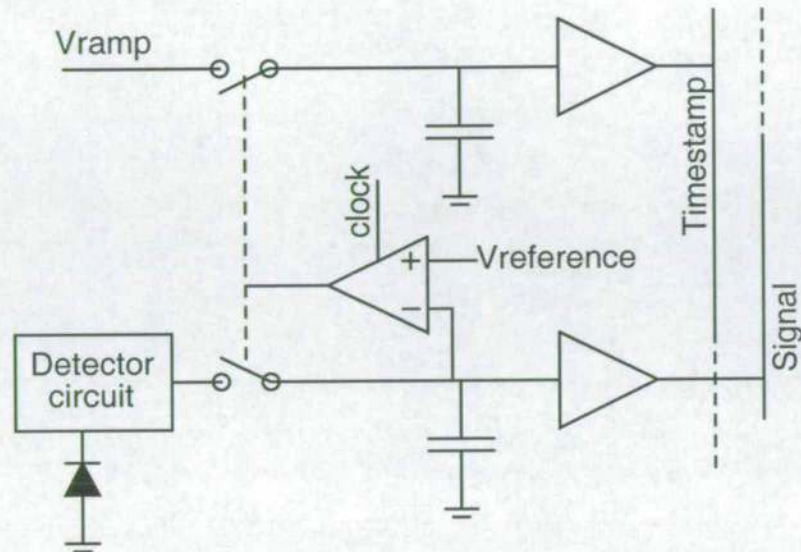 Vramp
Timestamp
clock
+
Vreference
−
Signal
Detector
circuit